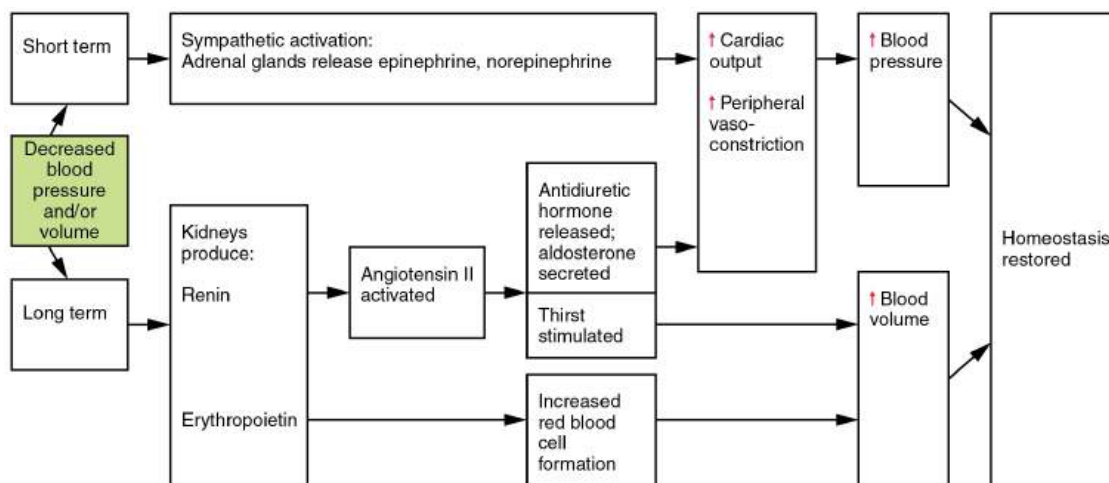 Short term
Sympathetic activation:
Adrenal glands release epinephrine, norepinephrine
↑ Cardiac
output
↑ Peripheral
vaso-
constriction
↑ Blood
pressure
Decreased
blood
pressure
and/or
volume
Long term
Kidneys
produce:
Renin
Erythropoietin
Angiotensin II
activated
Antidiuretic
hormone
released;
aldosterone
secreted
Thirst
stimulated
Increased
red blood
cell
formation
↑ Blood
volume
Homeostasis
restored